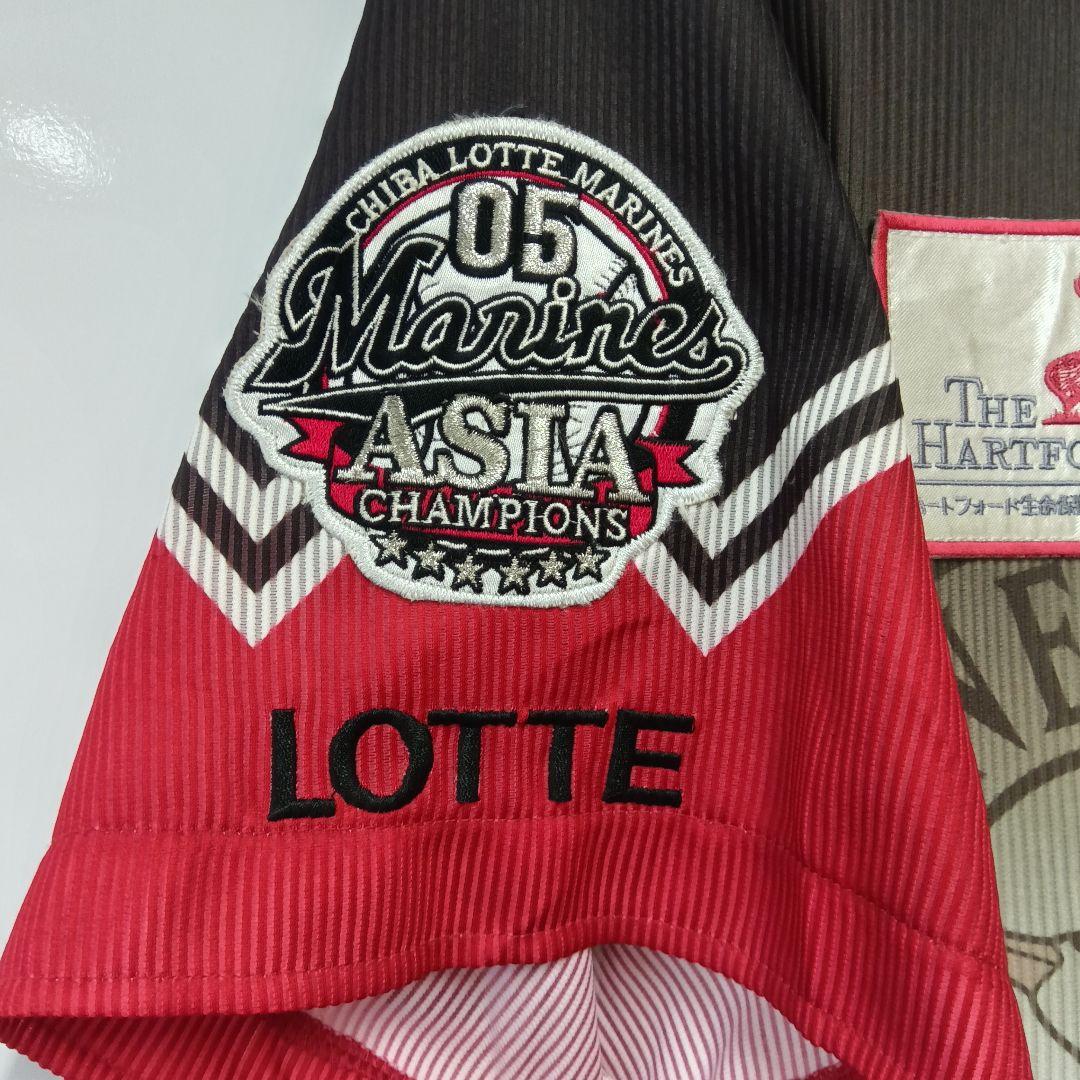 CHIBA LOTTE MARINES
05
Marines
ASIA
CHAMPIONS
LOTTE
THE
HARTFO
ートフォード生命保
NE